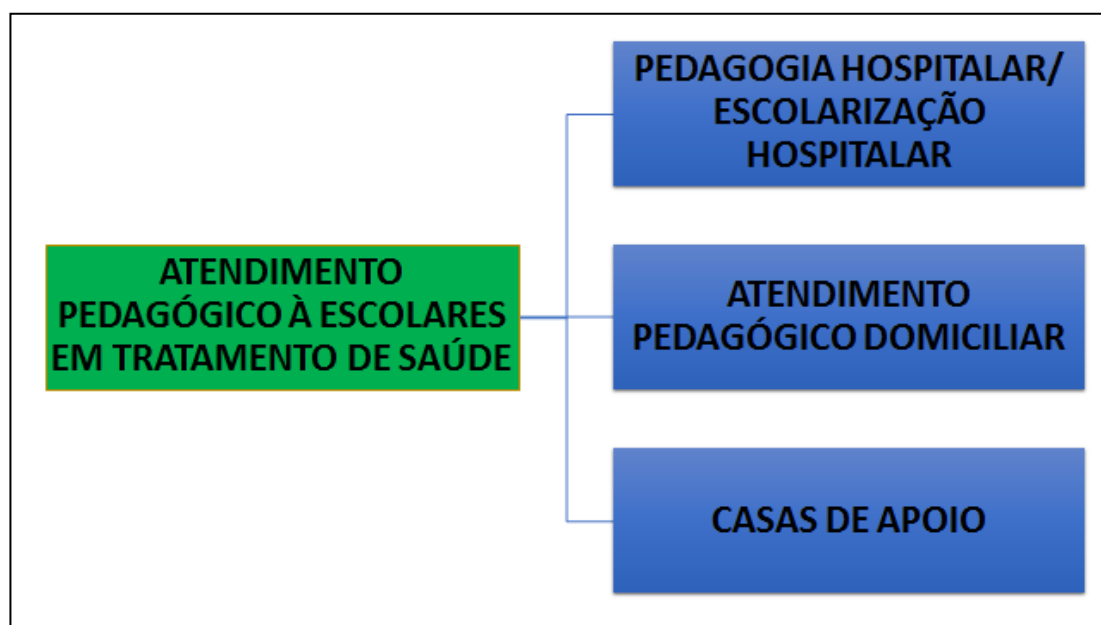 PEDAGOGIA HOSPITALAR/
ESCOLARIZAÇÃO
HOSPITALAR
ATENDIMENTO
PEDAGÓGICO À ESCOLARES
EM TRATAMENTO DE SAÚDE
ATENDIMENTO
PEDAGÓGICO DOMICILIAR
CASAS DE APOIO